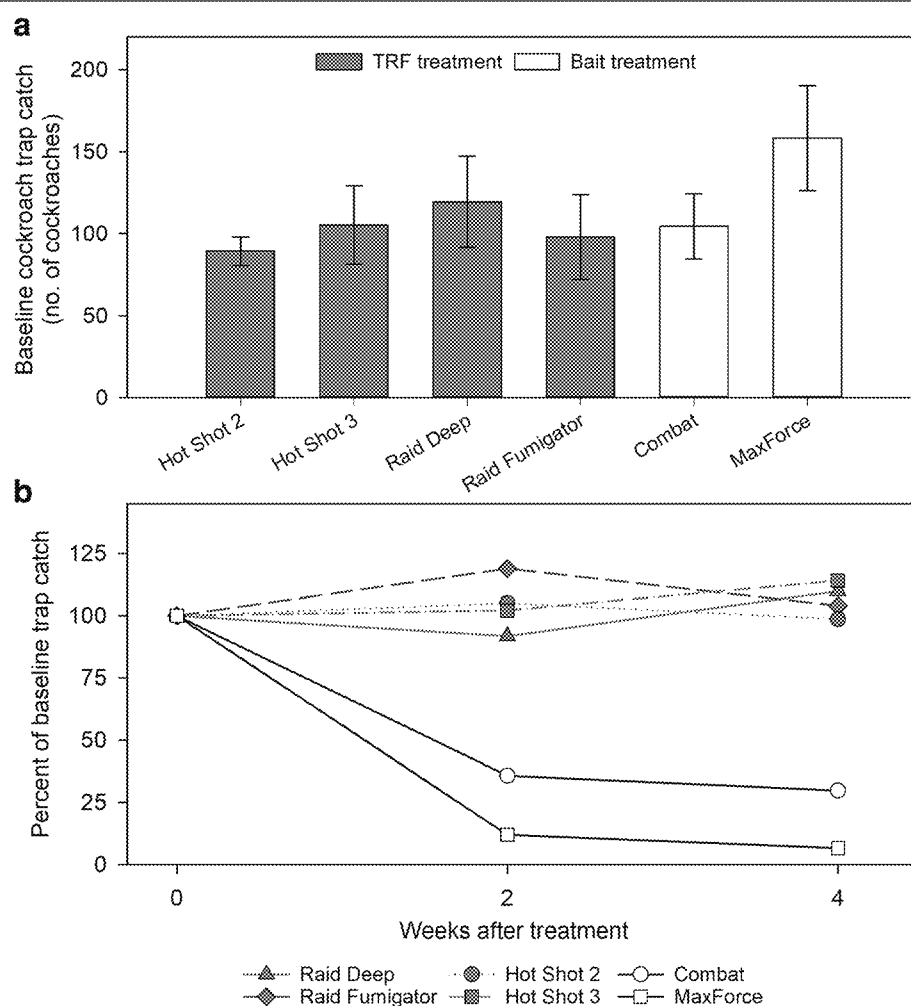 a
TRF treatment Bait treatment
200
150
100
50
0
Baseline cockroach trap catch
(no. of cockroaches)
Hot Shot 2 Hot Shot 3 Raid Deep Raid Fumigator Combat MaxForce
b
125
100
75
50
25
0
Percent of baseline trap catch
0 2 4
Weeks after treatment
Raid Deep Hot Shot 2 Combat
Raid Fumigator Hot Shot 3 MaxForce